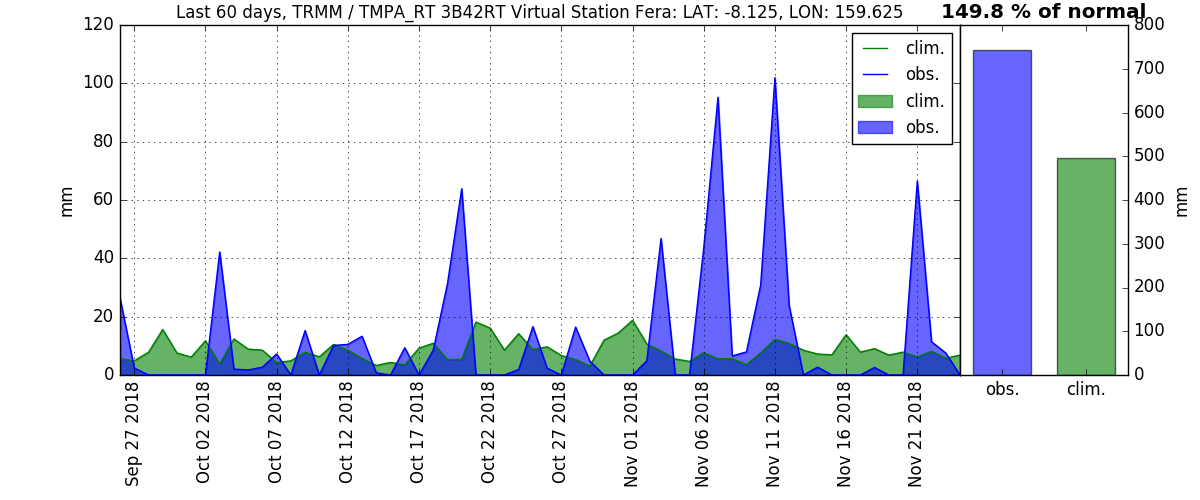 Last 60 days, TRMM / TMPA_RT 3B42RT Virtual Station Fera: LAT: -8.125, LON: 159.625
149.8 % of normal
120
100
80
60
40
20
0
mm
clim.
obs.
clim.
obs.
800
700
600
500
400
300
200
100
0
mm
Sep 27 2018
Oct 02 2018
Oct 07 2018
Oct 12 2018
Oct 17 2018
Oct 22 2018
Oct 27 2018
Nov 01 2018
Nov 06 2018
Nov 11 2018
Nov 16 2018
Nov 21 2018
obs.
clim.